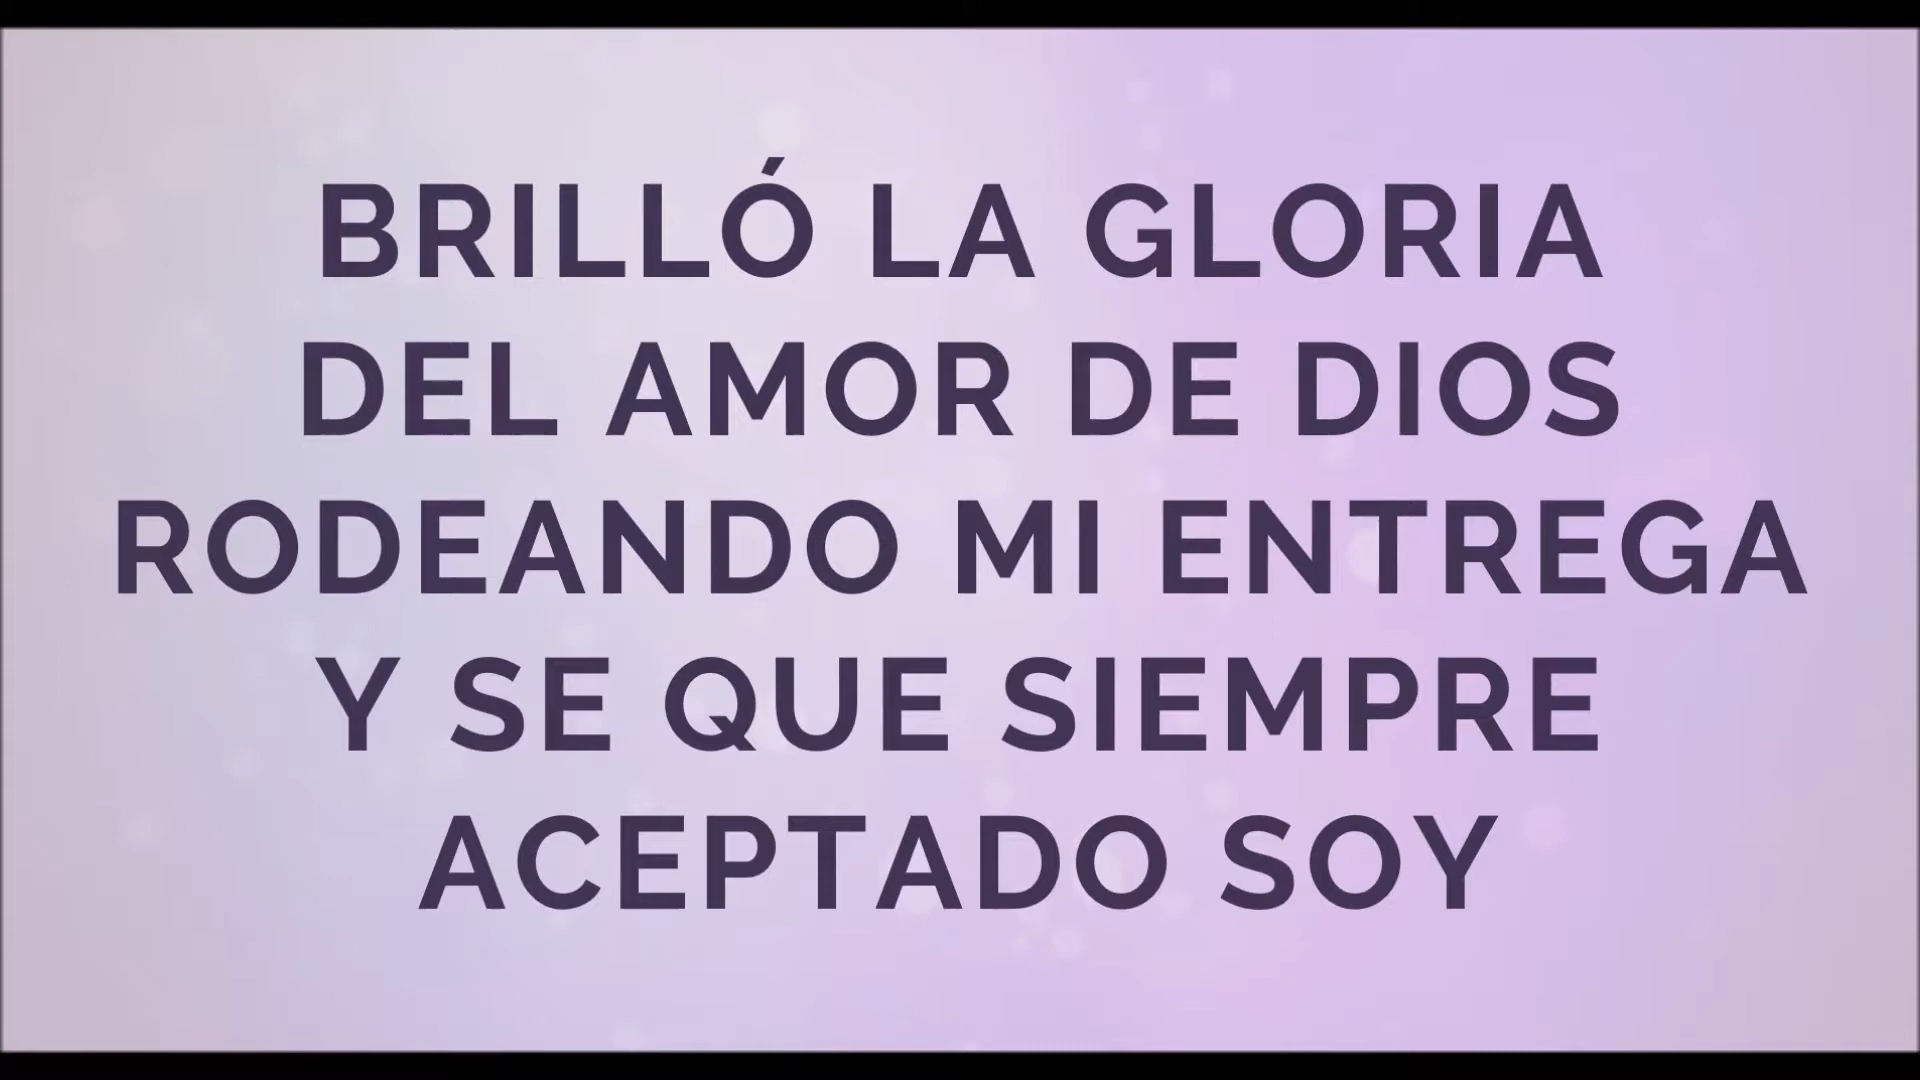 BRILLÓ LA GLORIA
DEL AMOR DE DIOS
RODEANDO MI ENTREGA
Y SE QUE SIEMPRE
ACEPTADO SOY